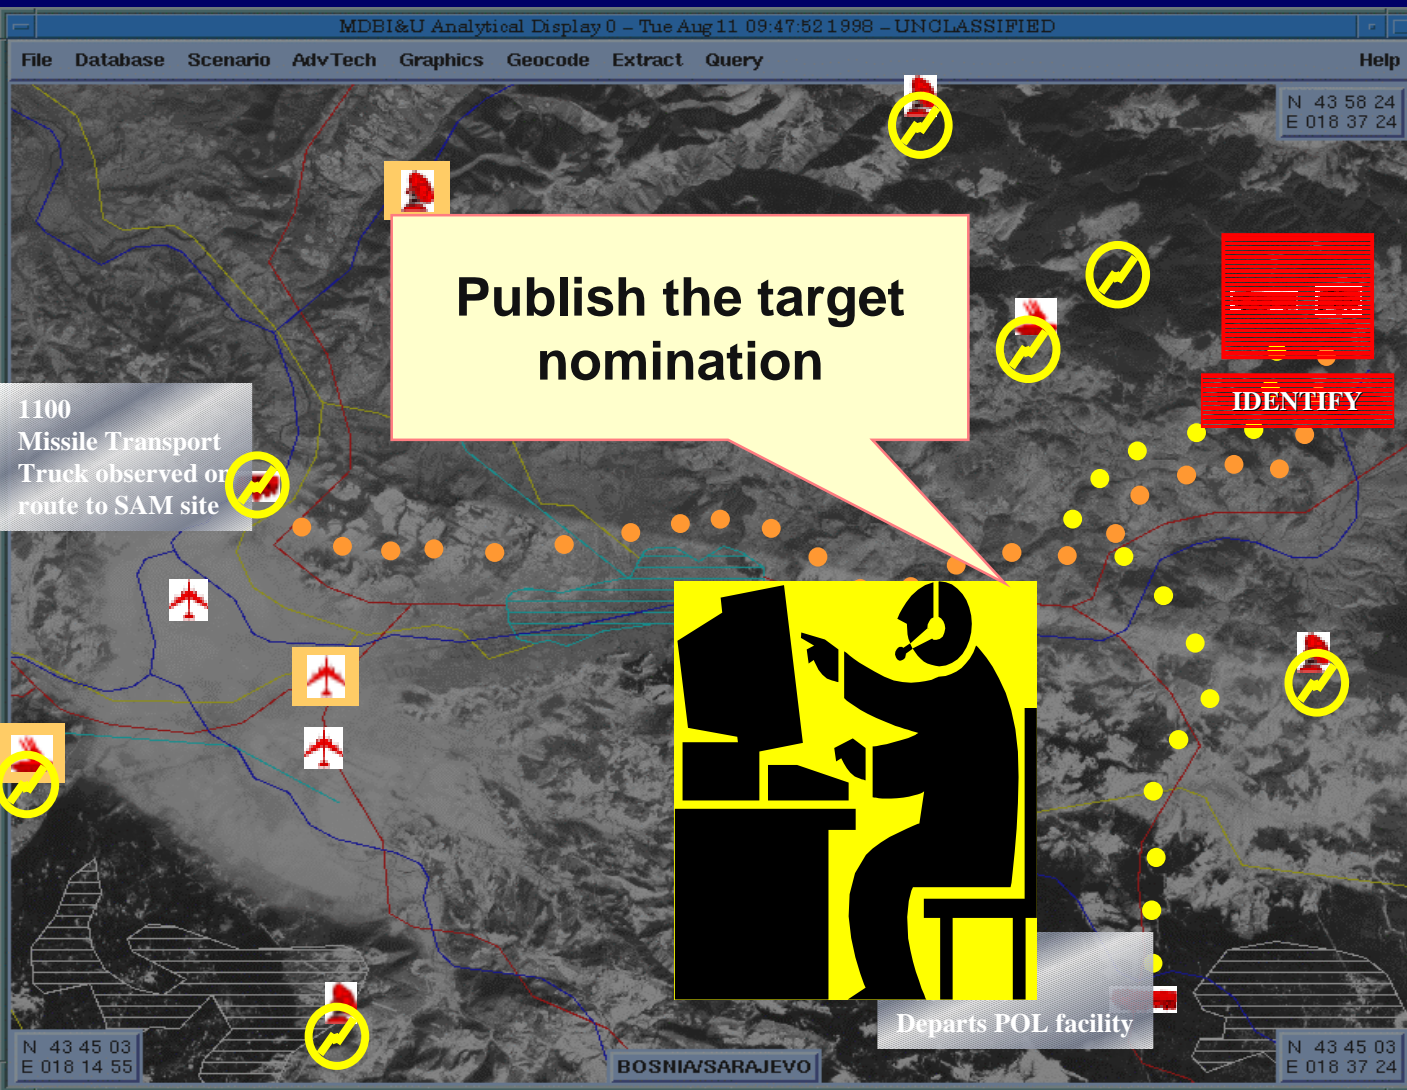 MDBI&U Analytical Display 0 – Tue Aug 11 09:47:52 1998 – UNCLASSIFIED
File Database Scenario AdvTech Graphics Geocode Extract Query Help
N 43 58 24
E 018 37 24
Publish the target
nomination
IDENTIFY
1100
Missile Transport
Truck observed on
route to SAM site
Departs POL facility
N 43 45 03
E 018 14 55
BOSNIA/SARAJEVO
N 43 45 03
E 018 37 24